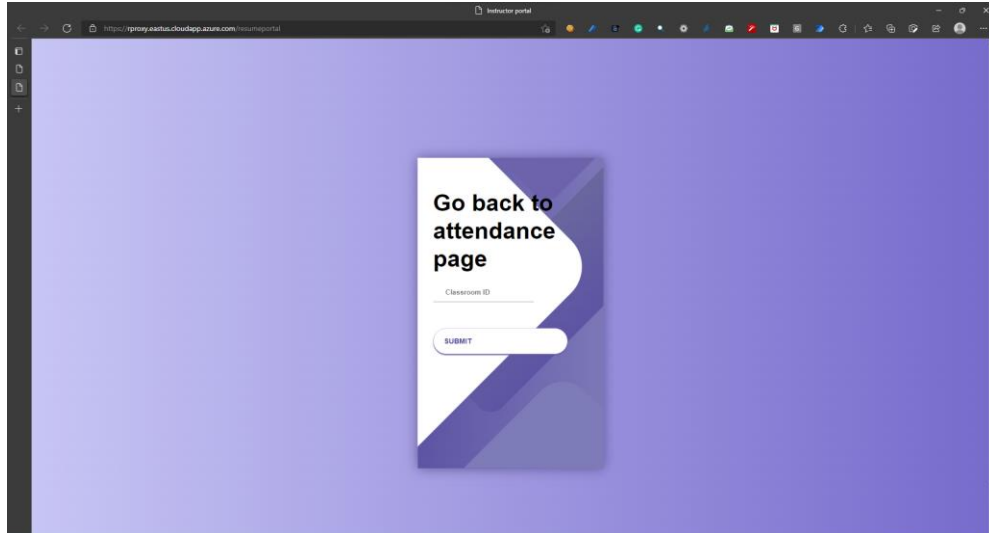 Instructor portal
https://rproxy.eastus.cloudapp.azure.com/resumeportal
Go back to
attendance
page
Classroom ID
SUBMIT